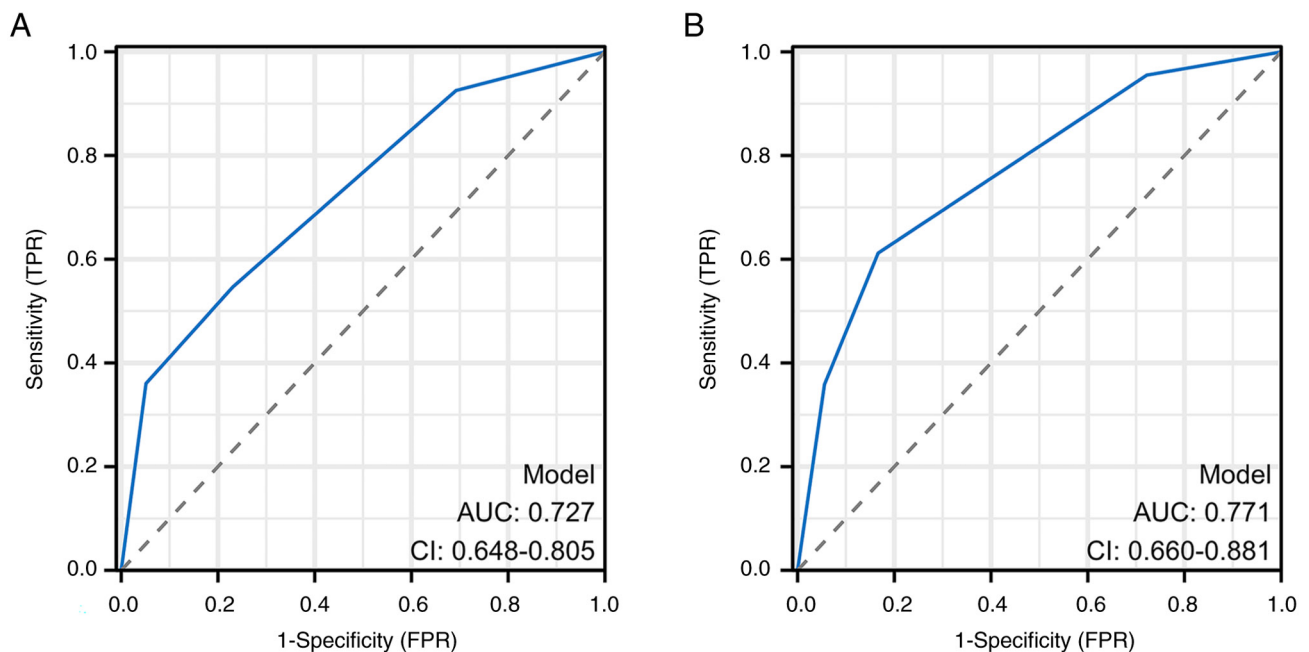 A
1.0
0.8
0.6
0.4
0.2
0.0
Sensitivity (TPR)
Model
AUC: 0.727
CI: 0.648-0.805
0.0 0.2 0.4 0.6 0.8 1.0
1-Specificity (FPR)
B
1.0
0.8
0.6
0.4
0.2
0.0
Sensitivity (TPR)
Model
AUC: 0.771
CI: 0.660-0.881
0.0 0.2 0.4 0.6 0.8 1.0
1-Specificity (FPR)